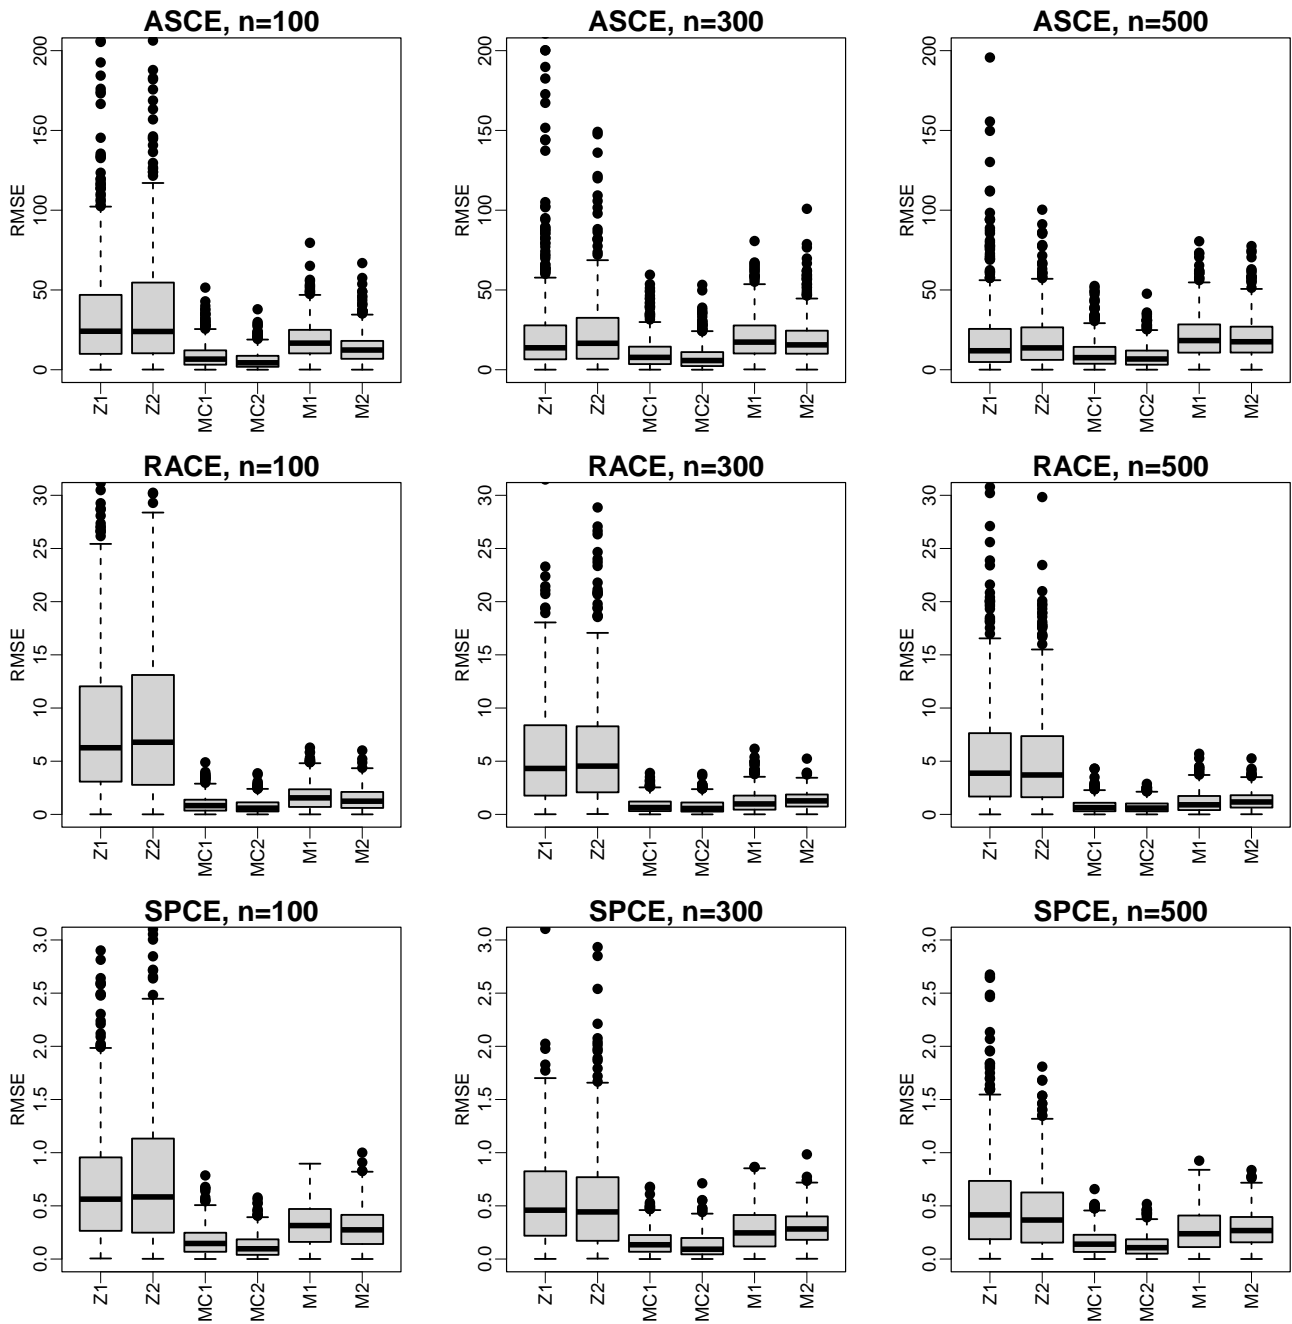 ASCE, n=100
ASCE, n=300
ASCE, n=500
RMSE
0 50 100 150 200
Z1 Z2 MC1 MC2 M1 M2
RMSE
0 50 100 150 200
Z1 Z2 MC1 MC2 M1 M2
RMSE
0 50 100 150 200
Z1 Z2 MC1 MC2 M1 M2
RACE, n=100
RACE, n=300
RACE, n=500
RMSE
0 5 10 15 20 25 30
Z1 Z2 MC1 MC2 M1 M2
RMSE
0 5 10 15 20 25 30
Z1 Z2 MC1 MC2 M1 M2
RMSE
0 5 10 15 20 25 30
Z1 Z2 MC1 MC2 M1 M2
SPCE, n=100
SPCE, n=300
SPCE, n=500
RMSE
0.0 0.5 1.0 1.5 2.0 2.5 3.0
Z1 Z2 MC1 MC2 M1 M2
RMSE
0.0 0.5 1.0 1.5 2.0 2.5 3.0
Z1 Z2 MC1 MC2 M1 M2
RMSE
0.0 0.5 1.0 1.5 2.0 2.5 3.0
Z1 Z2 MC1 MC2 M1 M2